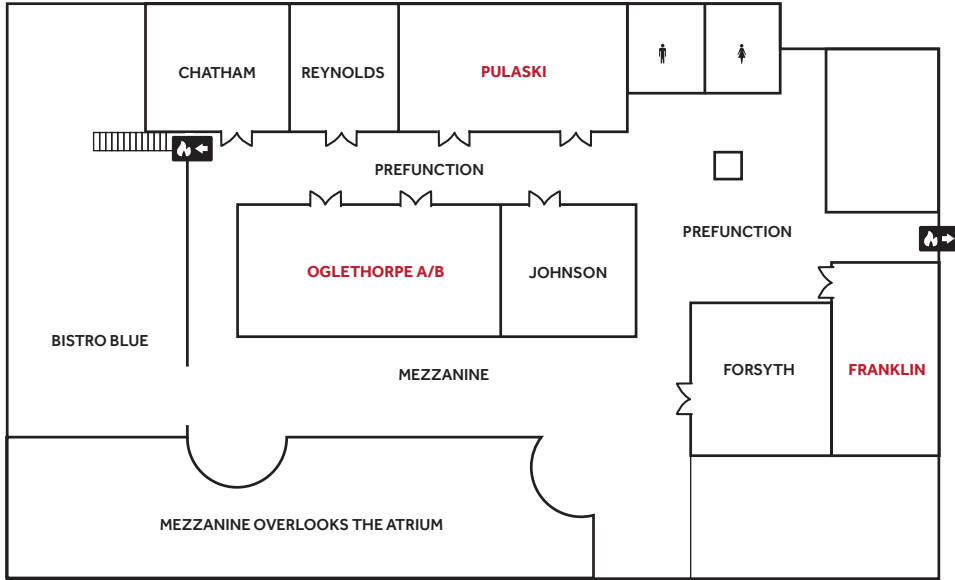 CHATHAM
REYNOLDS
PULASKI
PREFUNCTION
PREFUNCTION
OGLETHORPE A/B
JOHNSON
BISTRO BLUE
MEZZANINE
FORSYTH
FRANKLIN
MEZZANINE OVERLOOKS THE ATRIUM